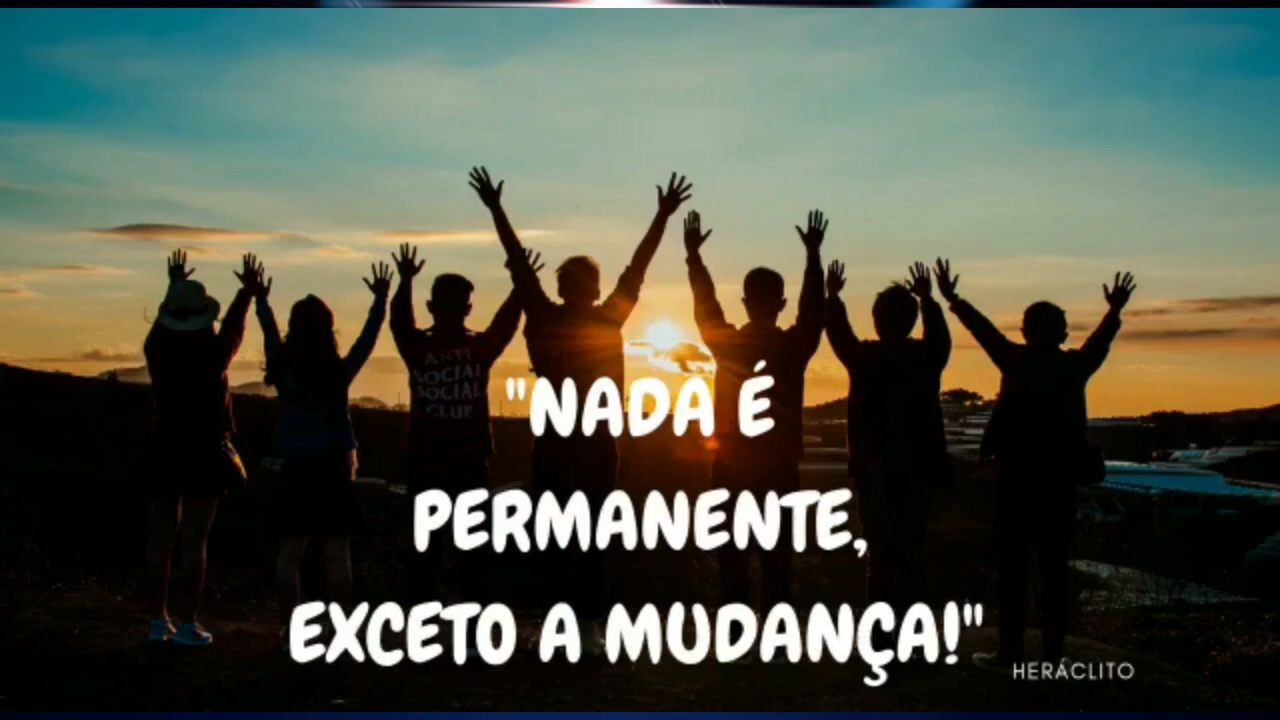 ANTI
SOCIAL
SOCIAL
CLUB
"NADA É
PERMANENTE,
EXCETO A MUDANÇA!"
HERÁCLITO